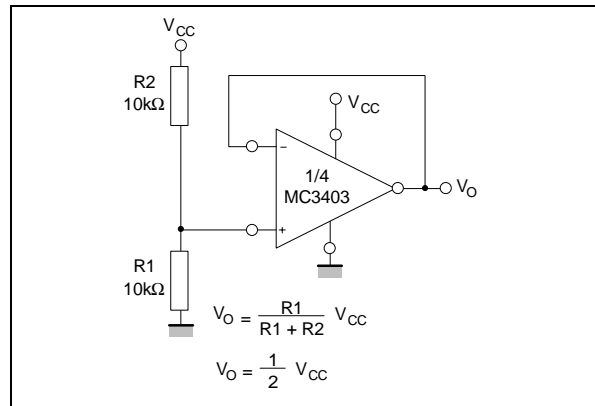 VCC
R2
10kΩ
VCC
−
1/4
MC3403
VO
+
R1
10kΩ
VO = R1 / R1 + R2 VCC
VO = 1 / 2 VCC